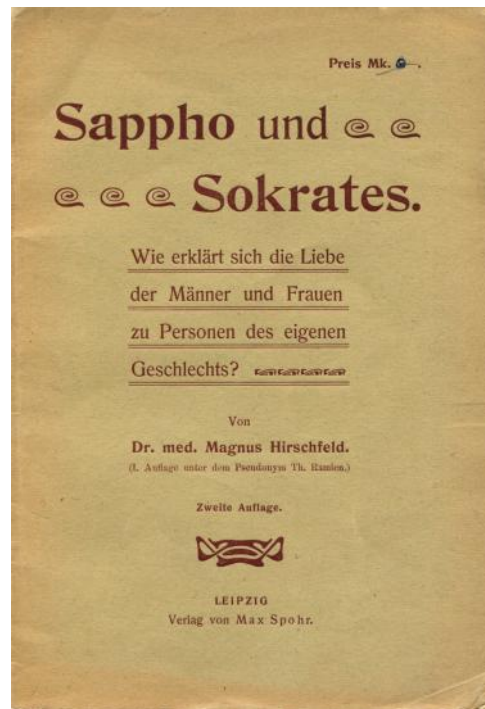 Preis Mk.
Sappho und
Sokrates.
Wie erklärt sich die Liebe
der Männer und Frauen
zu Personen des eigenen
Geschlechts?
Von
Dr. med. Magnus Hirschfeld.
(I. Auflage unter dem Pseudonym Th. Ramien.)
Zweite Auflage.
LEIPZIG
Verlag von Max Spohr.